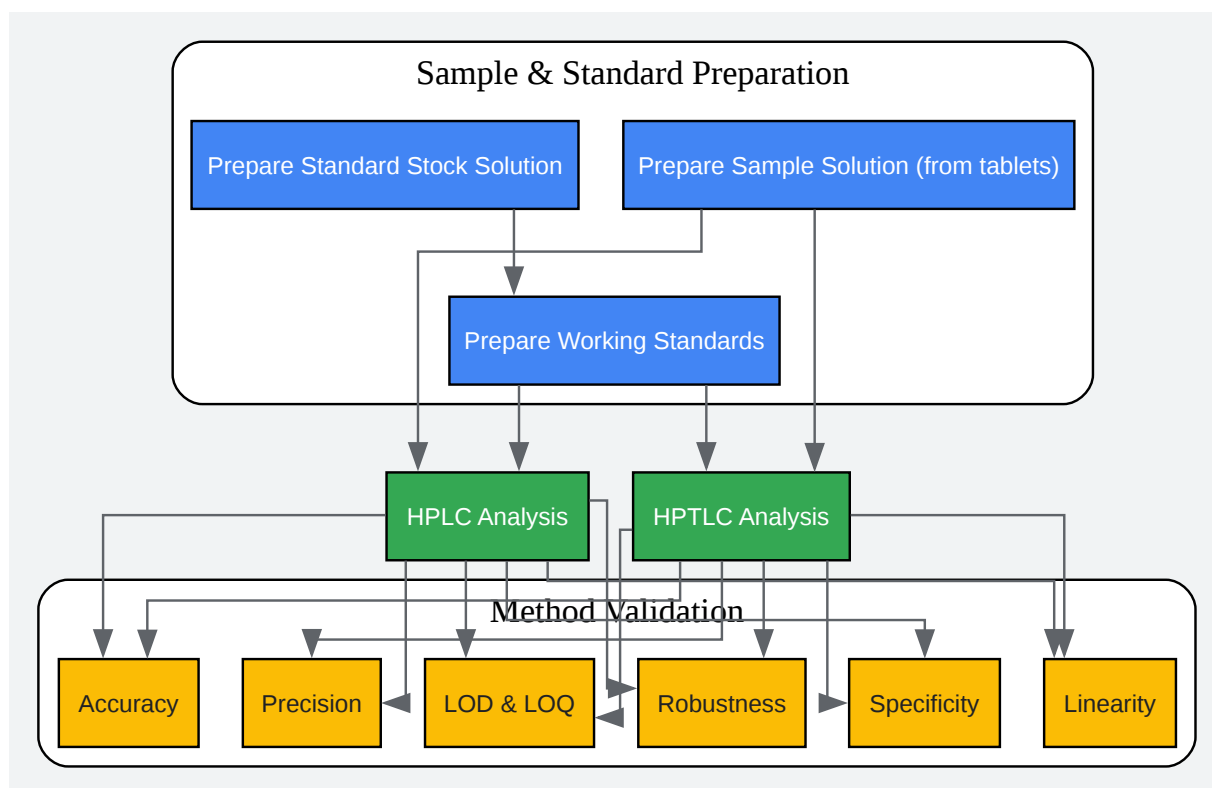 Sample & Standard Preparation
Prepare Standard Stock Solution
Prepare Sample Solution (from tablets)
Prepare Working Standards
HPLC Analysis
HPTLC Analysis
Method Validation
Accuracy
Precision
LOD & LOQ
Robustness
Specificity
Linearity